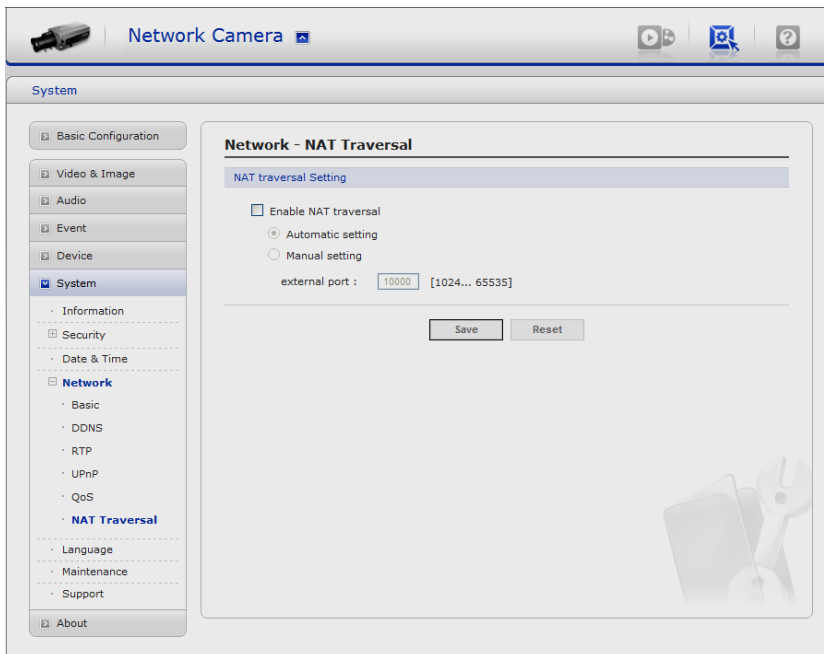 Network Camera
System
Basic Configuration
Video & Image
Audio
Event
Device
System
Information
Security
Date & Time
Network
Basic
DDNS
RTP
UPnP
QoS
NAT Traversal
Language
Maintenance
Support
About
Network - NAT Traversal
NAT traversal Setting
Enable NAT traversal
Automatic setting
Manual setting
external port : 10000 [1024... 65535]
Save Reset